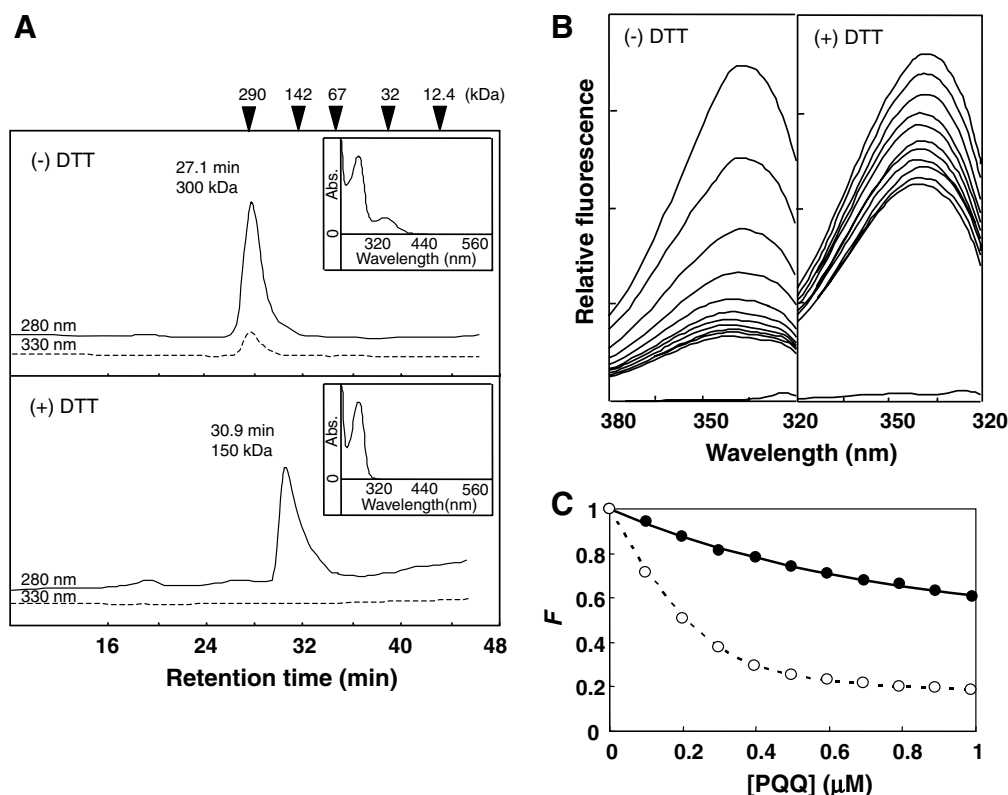 A
290 142 67 32 12.4 (kDa)
(-) DTT
27.1 min
300 kDa
Abs.
0
320 440 560
Wavelength (nm)
280 nm
330 nm
(+) DTT
30.9 min
150 kDa
Abs.
0
320 440 560
Wavelength(nm)
280 nm
330 nm
16 24 32 40 48
Retention time (min)
B
(-) DTT
(+) DTT
Relative fluorescence
380 350 320 350 320
Wavelength (nm)
C
1
0.8
0.6
0.4
0.2
0
F
0 0.2 0.4 0.6 0.8 1
[PQQ] (µM)